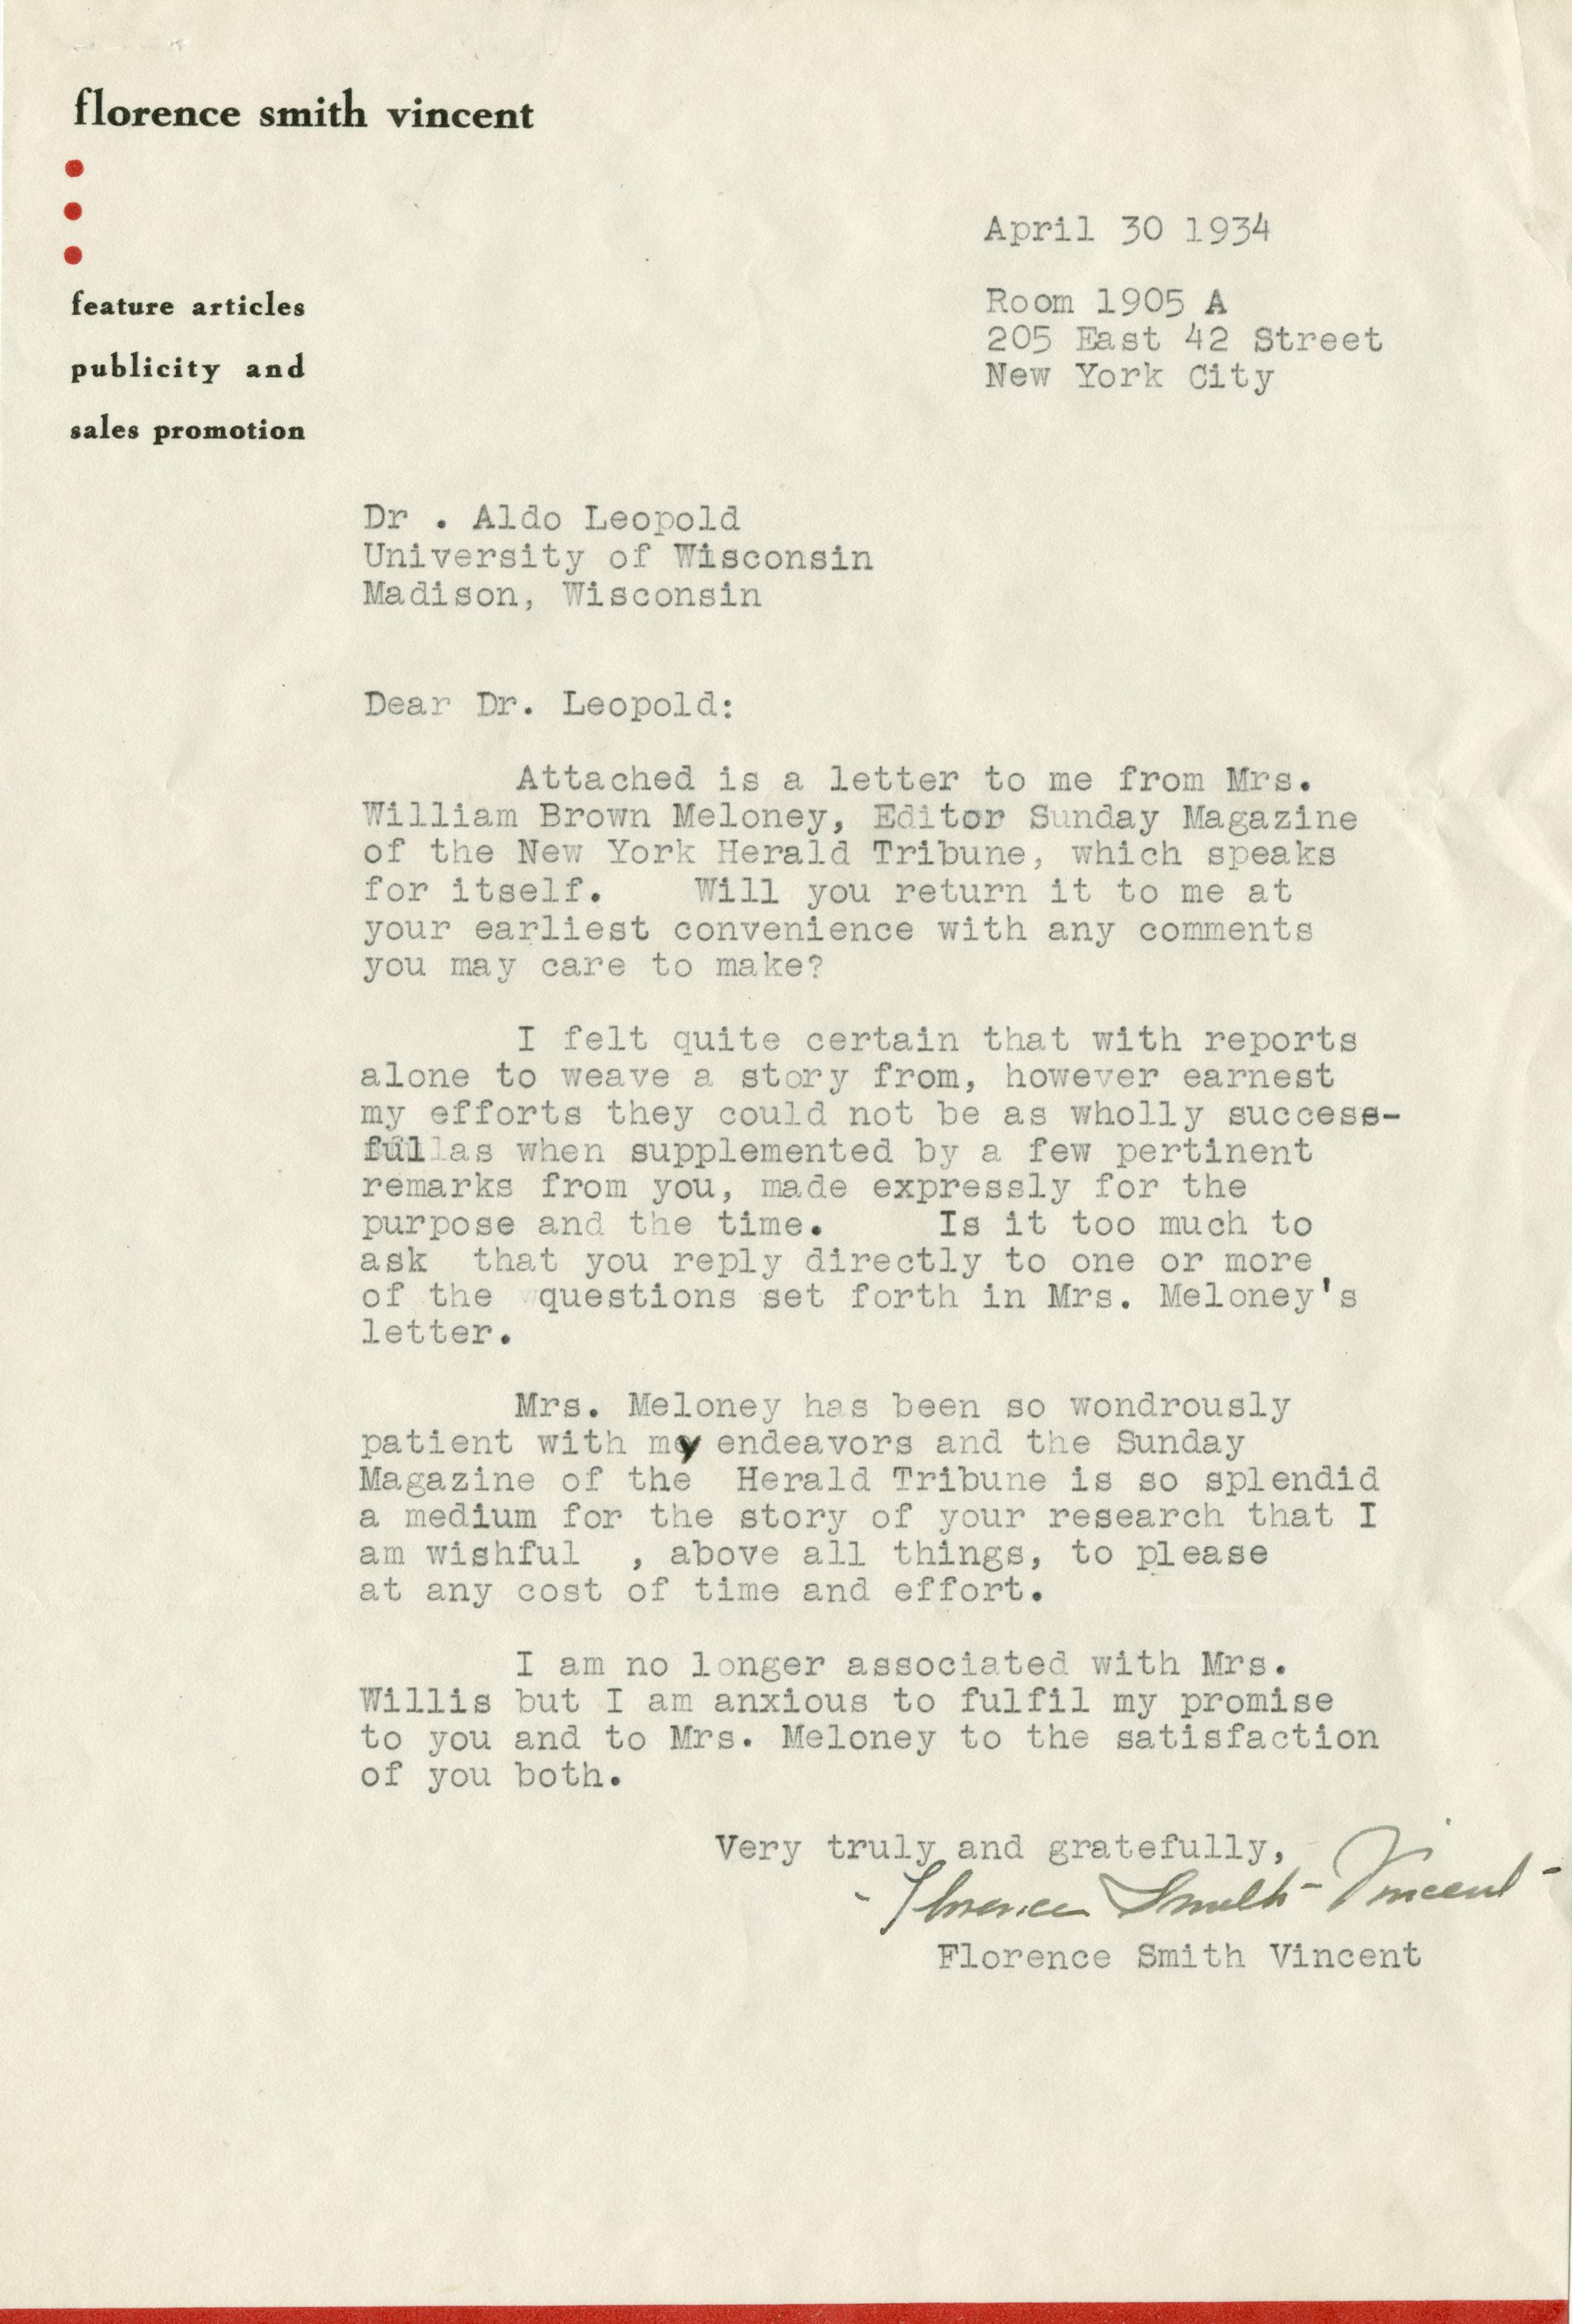 florence smith vincent
feature articles
publicity and
sales promotion
April 30 1934
Room 1905 A
205 East 42 Street
New York City
Dr . Aldo Leopold
University of Wisconsin
Madison, Wisconsin
Dear Dr. Leopold:
Attached is a letter to me from Mrs.
William Brown Meloney, Editor Sunday Magazine
of the New York Herald Tribune, which speaks
for itself. Will you return it to me at
your earliest convenience with any comments
you may care to make?
I felt quite certain that with reports
alone to weave a story from, however earnest
my efforts they could not be as wholly success-
ful as when supplemented by a few pertinent
remarks from you, made expressly for the
purpose and the time. Is it too much to
ask that you reply directly to one or more
of the questions set forth in Mrs. Meloney's
letter.
Mrs. Meloney has been so wondrously
patient with my endeavors and the Sunday
Magazine of the Herald Tribune is so splendid
a medium for the story of your research that I
am wishful , above all things, to please
at any cost of time and effort.
I am no longer associated with Mrs.
Willis but I am anxious to fulfil my promise
to you and to Mrs. Meloney to the satisfaction
of you both.
Very truly and gratefully,
- Florence Smith Vincent -
Florence Smith Vincent